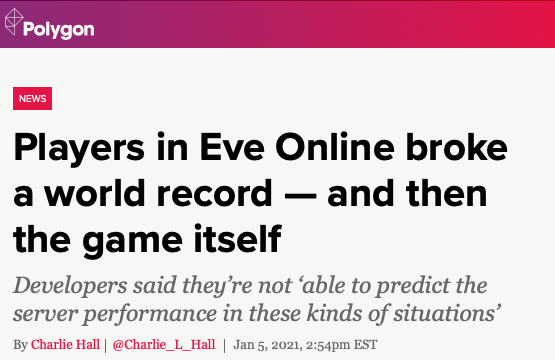 Polygon
NEWS
Players in Eve Online broke
a world record — and then
the game itself
Developers said they’re not ‘able to predict the
server performance in these kinds of situations’
By Charlie Hall | @Charlie_L_Hall | Jan 5, 2021, 2:54pm EST